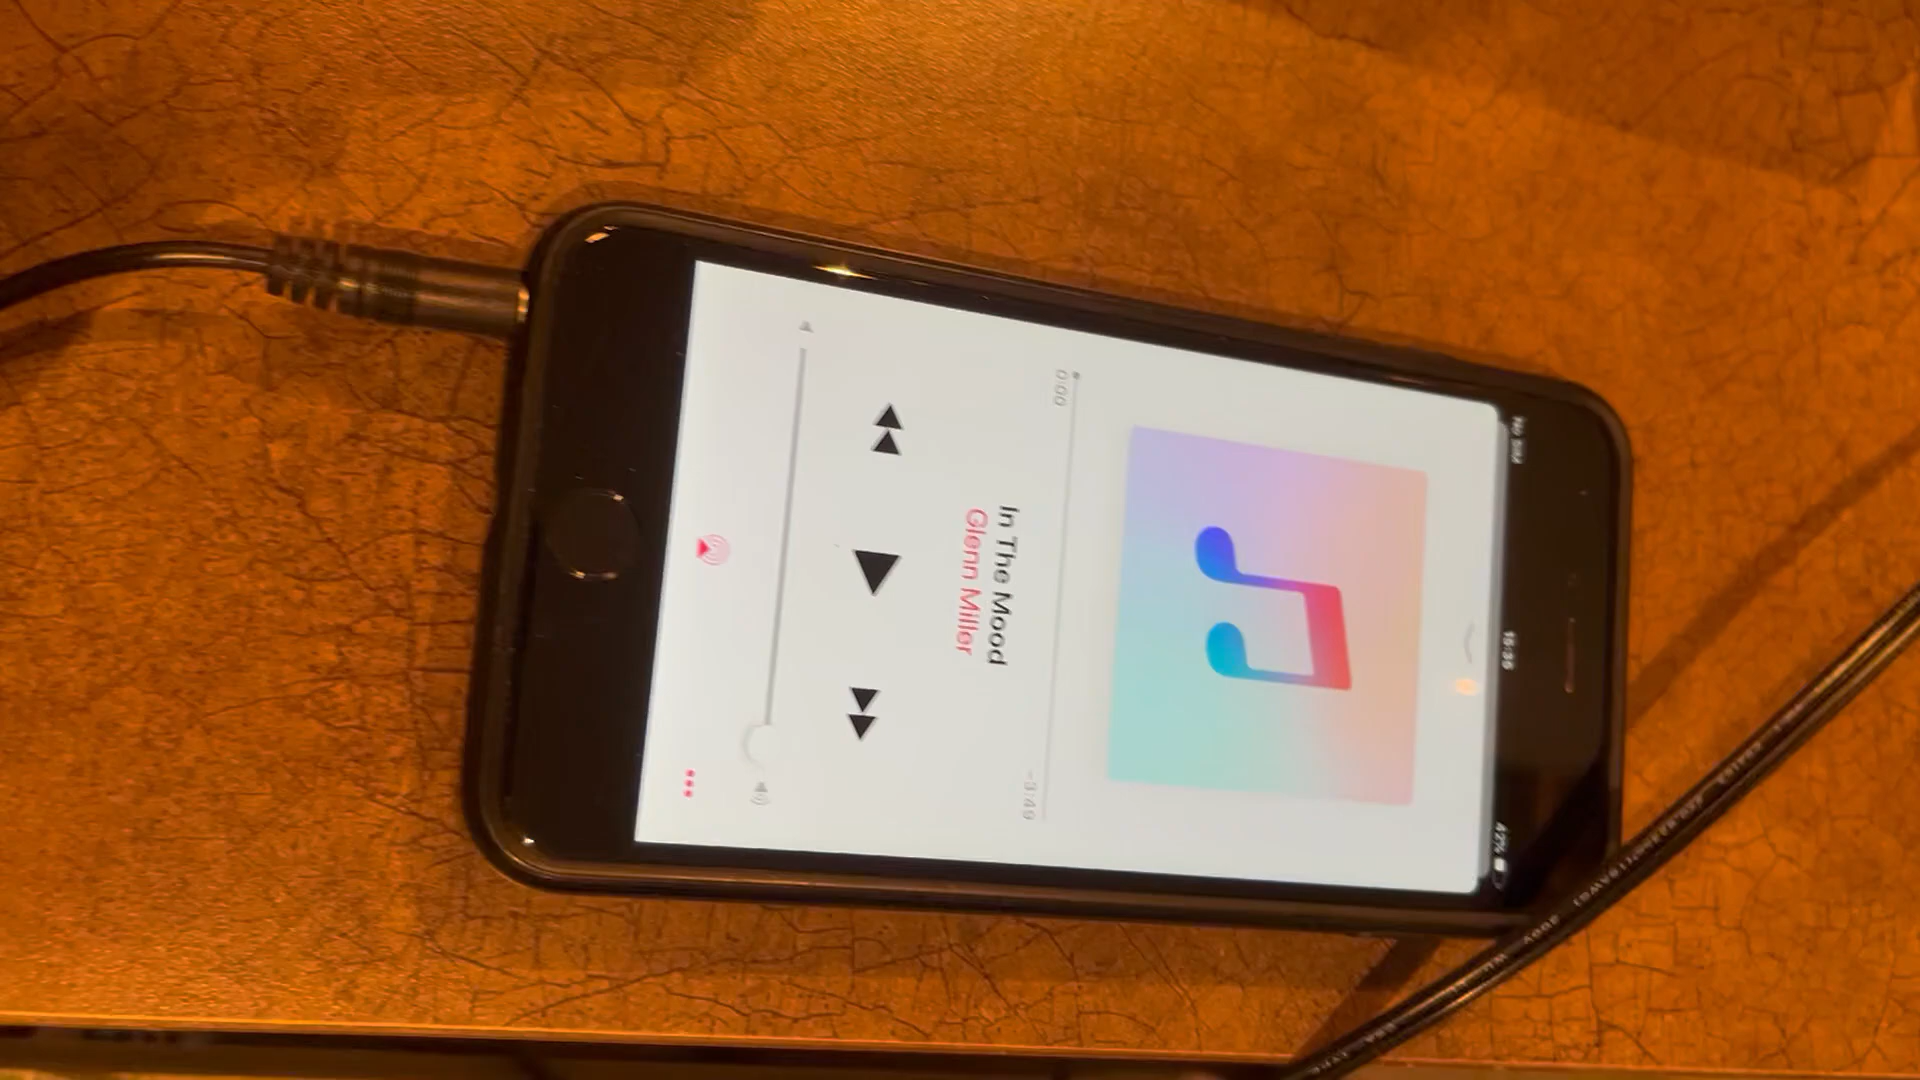 No SIM
15:35
42%
0:00
-3:49
In The Mood
Glenn Miller